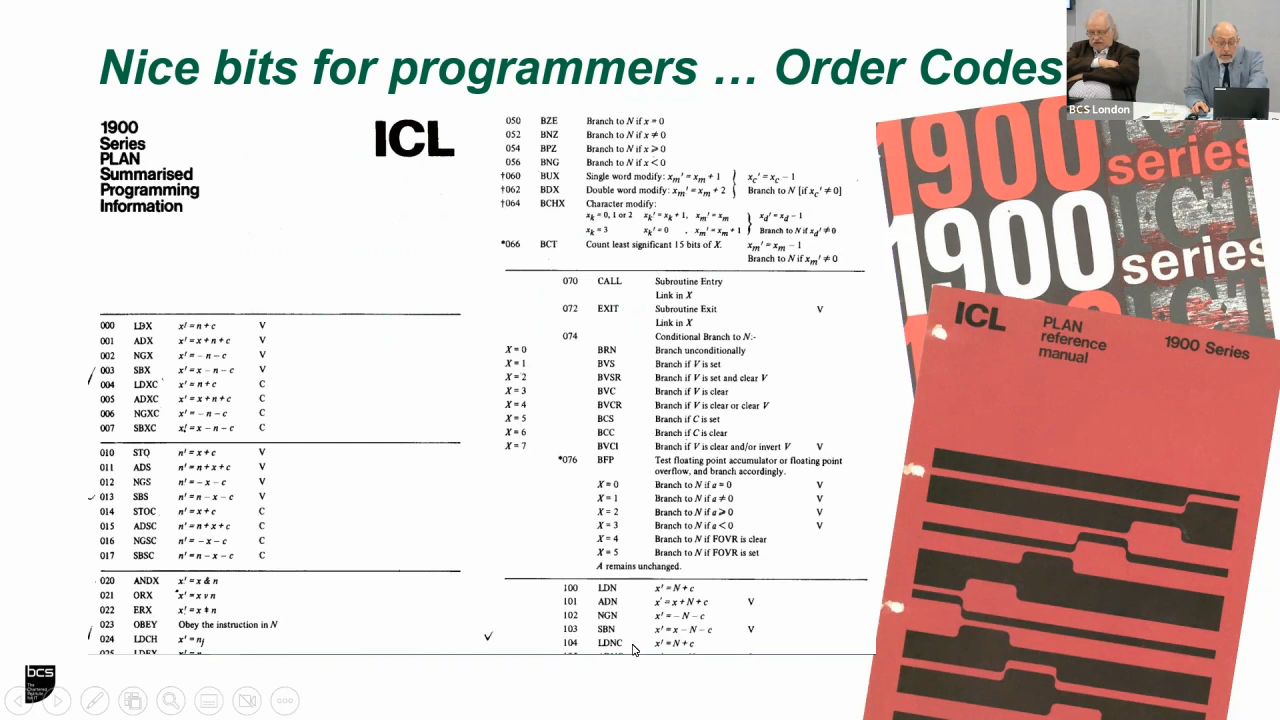 Nice bits for programmers … Order Codes
BCS London
1900
Series
PLAN
Summarised
Programming
Information
ICL
000 LDX x' = n + c V
001 ADX x' = x + n + c V
002 NGX x' = − n − c V
003 SBX x' = x − n − c V
004 LDXC x' = n + c C
005 ADXC x' = x + n + c C
006 NGXC x' = − n − c C
007 SBXC x' = x − n − c C
010 STO n' = x + c V
011 ADS n' = n + x + c V
012 NGS n' = − x − c V
013 SBS n' = n − x − c V
014 STOC n' = x + c C
015 ADSC n' = n + x + c C
016 NGSC n' = − x − c C
017 SBSC n' = n − x − c C
020 ANDX x' = x & n
021 ORX x' = x v n
022 ERX x' = x ≢ n
023 OBEY Obey the instruction in N
024 LDCH x' = nj
050 BZE Branch to N if x = 0
052 BNZ Branch to N if x ≠ 0
054 BPZ Branch to N if x ⩾ 0
056 BNG Branch to N if x < 0
†060 BUX Single word modify: xm' = xm + 1 } xc' = xc − 1
†062 BDX Double word modify: xm' = xm + 2 } Branch to N [if xc' ≠ 0]
†064 BCHX Character modify:
xk = 0, 1 or 2 xk' = xk + 1, xm' = xm } xd' = xd − 1
xk = 3 xk' = 0 , xm' = xm + 1 } Branch to N if xd' ≠ 0
*066 BCT Count least significant 15 bits of X. xm' = xm − 1
Branch to N if xm' ≠ 0
070 CALL Subroutine Entry
Link in X
072 EXIT Subroutine Exit V
Link in X
074 Conditional Branch to N:-
X = 0 BRN Branch unconditionally
X = 1 BVS Branch if V is set
X = 2 BVSR Branch if V is set and clear V
X = 3 BVC Branch if V is clear
X = 4 BVCR Branch if V is clear or clear V
X = 5 BCS Branch if C is set
X = 6 BCC Branch if C is clear
X = 7 BVCI Branch if V is clear and/or invert V V
*076 BFP Test floating point accumulator or floating point
overflow, and branch accordingly.
X = 0 Branch to N if a = 0 V
X = 1 Branch to N if a ≠ 0 V
X = 2 Branch to N if a ⩾ 0 V
X = 3 Branch to N if a < 0 V
X = 4 Branch to N if FOVR is clear
X = 5 Branch to N if FOVR is set
A remains unchanged.
100 LDN x' = N + c
101 ADN x' = x + N + c V
102 NGN x' = − N − c
103 SBN x' = x − N − c V
104 LDNC x' = N + c
1900 series
1900 series
ICL
PLAN
reference
manual
1900 Series
bcs